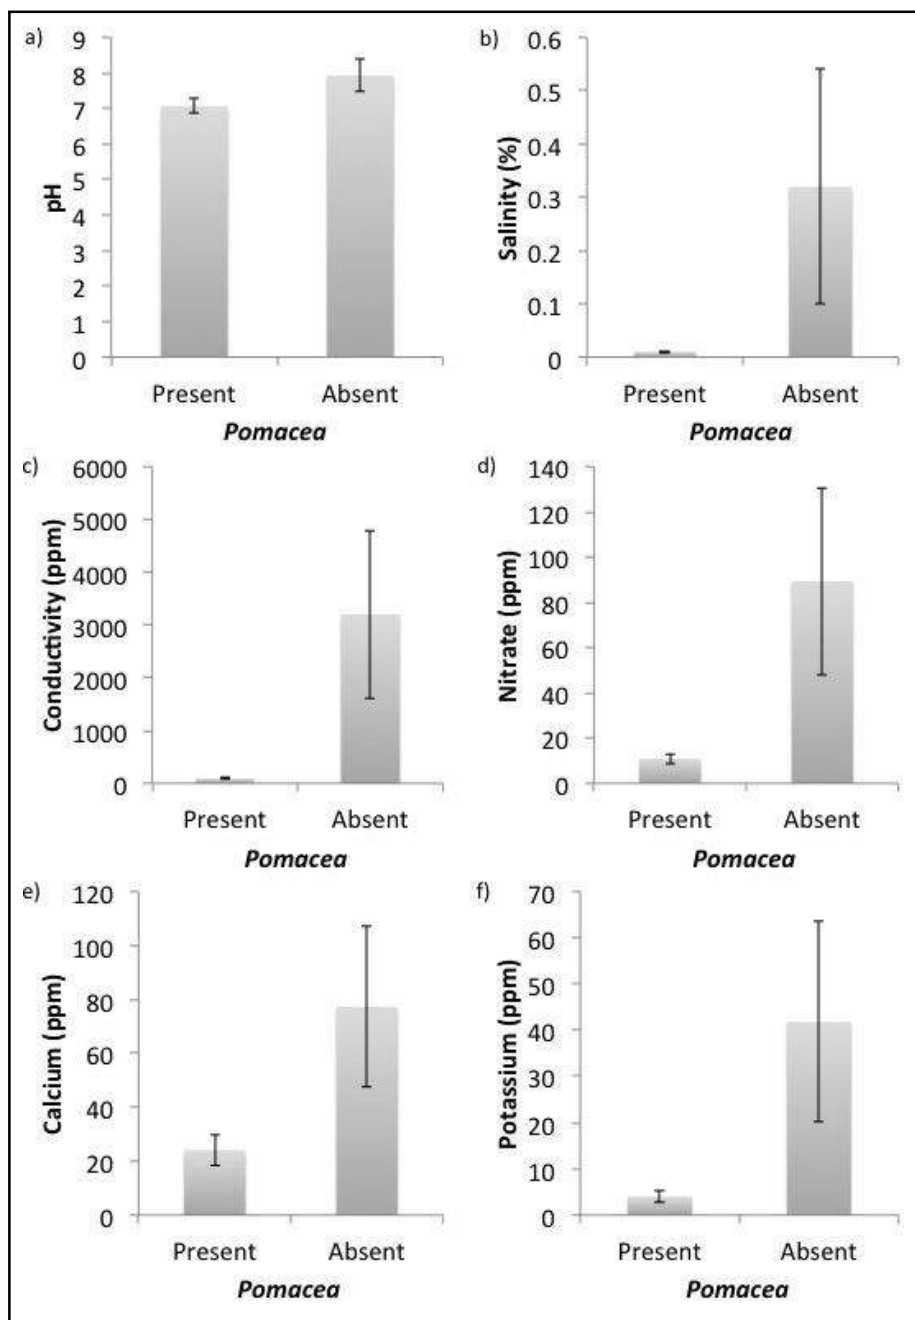 a)
9
8
7
6
5
4
3
2
1
0
pH
Present Absent
Pomacea
b)
0.6
0.5
0.4
0.3
0.2
0.1
0
Salinity (%)
Present Absent
Pomacea
c)
6000
5000
4000
3000
2000
1000
0
Conductivity (ppm)
Present Absent
Pomacea
d)
140
120
100
80
60
40
20
0
Nitrate (ppm)
Present Absent
Pomacea
e)
120
100
80
60
40
20
0
Calcium (ppm)
Present Absent
Pomacea
f)
70
60
50
40
30
20
10
0
Potassium (ppm)
Present Absent
Pomacea